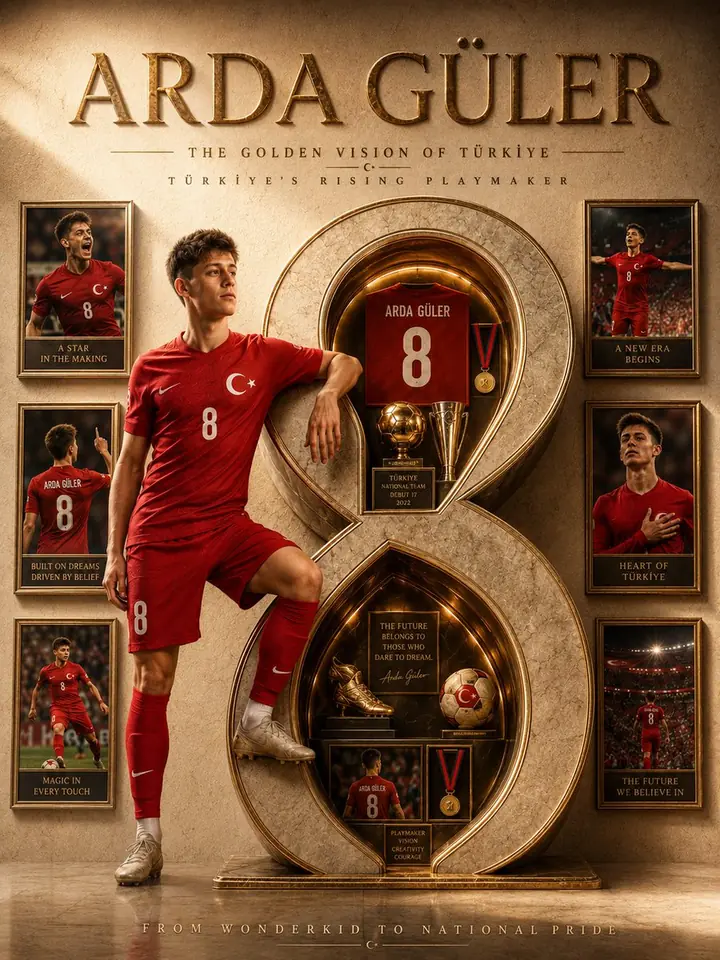 ARDA GÜLER
THE GOLDEN VISION OF TÜRKİYE
TÜRKİYE'S RISING PLAYMAKER
8
A STAR
IN THE MAKING
ARDA GÜLER
8
BUILT ON DREAMS
DRIVEN BY BELIEF
8
MAGIC IN
EVERY TOUCH
8
8
ARDA GÜLER
8
TÜRKİYE
NATIONAL TEAM
DEBUT 17
2022
THE FUTURE
BELONGS TO
THOSE WHO
DARE TO DREAM.
Arda Güler
ARDA GÜLER
8
PLAYMAKER
VISION
CREATIVITY
COURAGE
8
A NEW ERA
BEGINS
HEART OF
TÜRKİYE
8
THE FUTURE
WE BELIEVE IN
FROM WONDERKID TO NATIONAL PRIDE